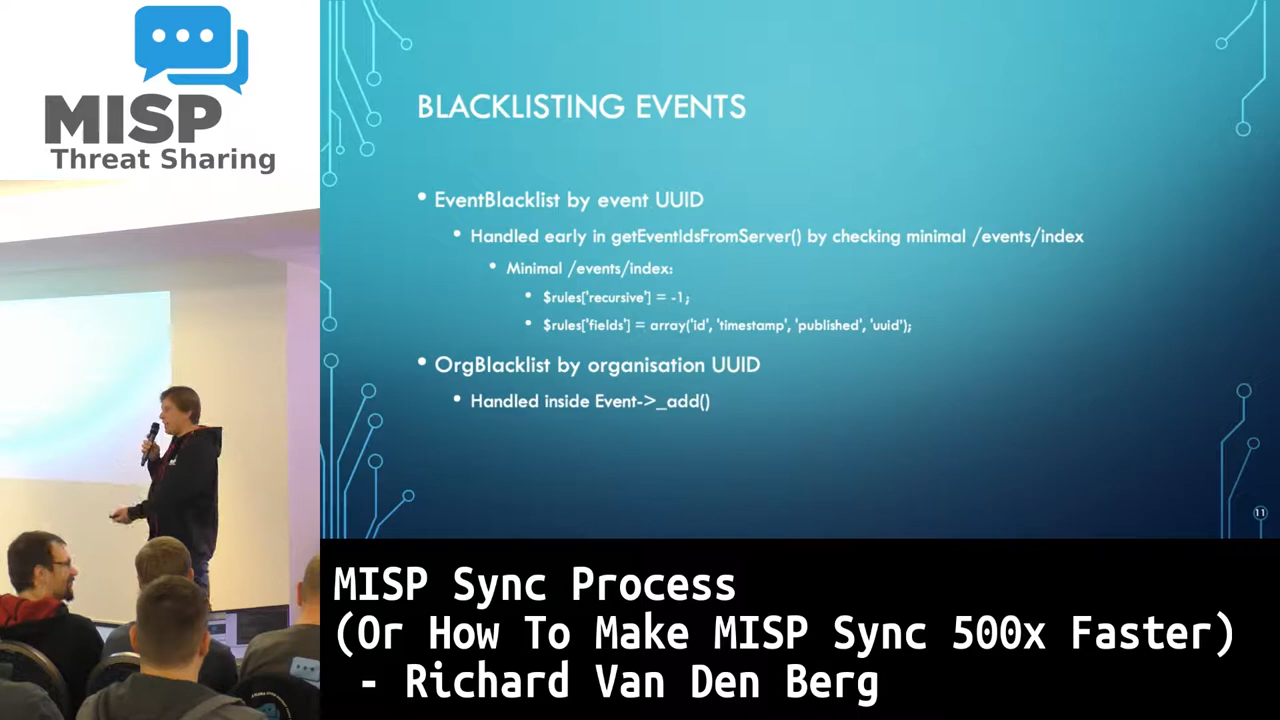 MISP
Threat Sharing
BLACKLISTING EVENTS
• EventBlacklist by event UUID
• Handled early in getEventIdsFromServer() by checking minimal /events/index
• Minimal /events/index:
• $rules['recursive'] = -1;
• $rules['fields'] = array('id', 'timestamp', 'published', 'uuid');
• OrgBlacklist by organisation UUID
• Handled inside Event->_add()
11
MISP Sync Process
(Or How To Make MISP Sync 500x Faster)
- Richard Van Den Berg